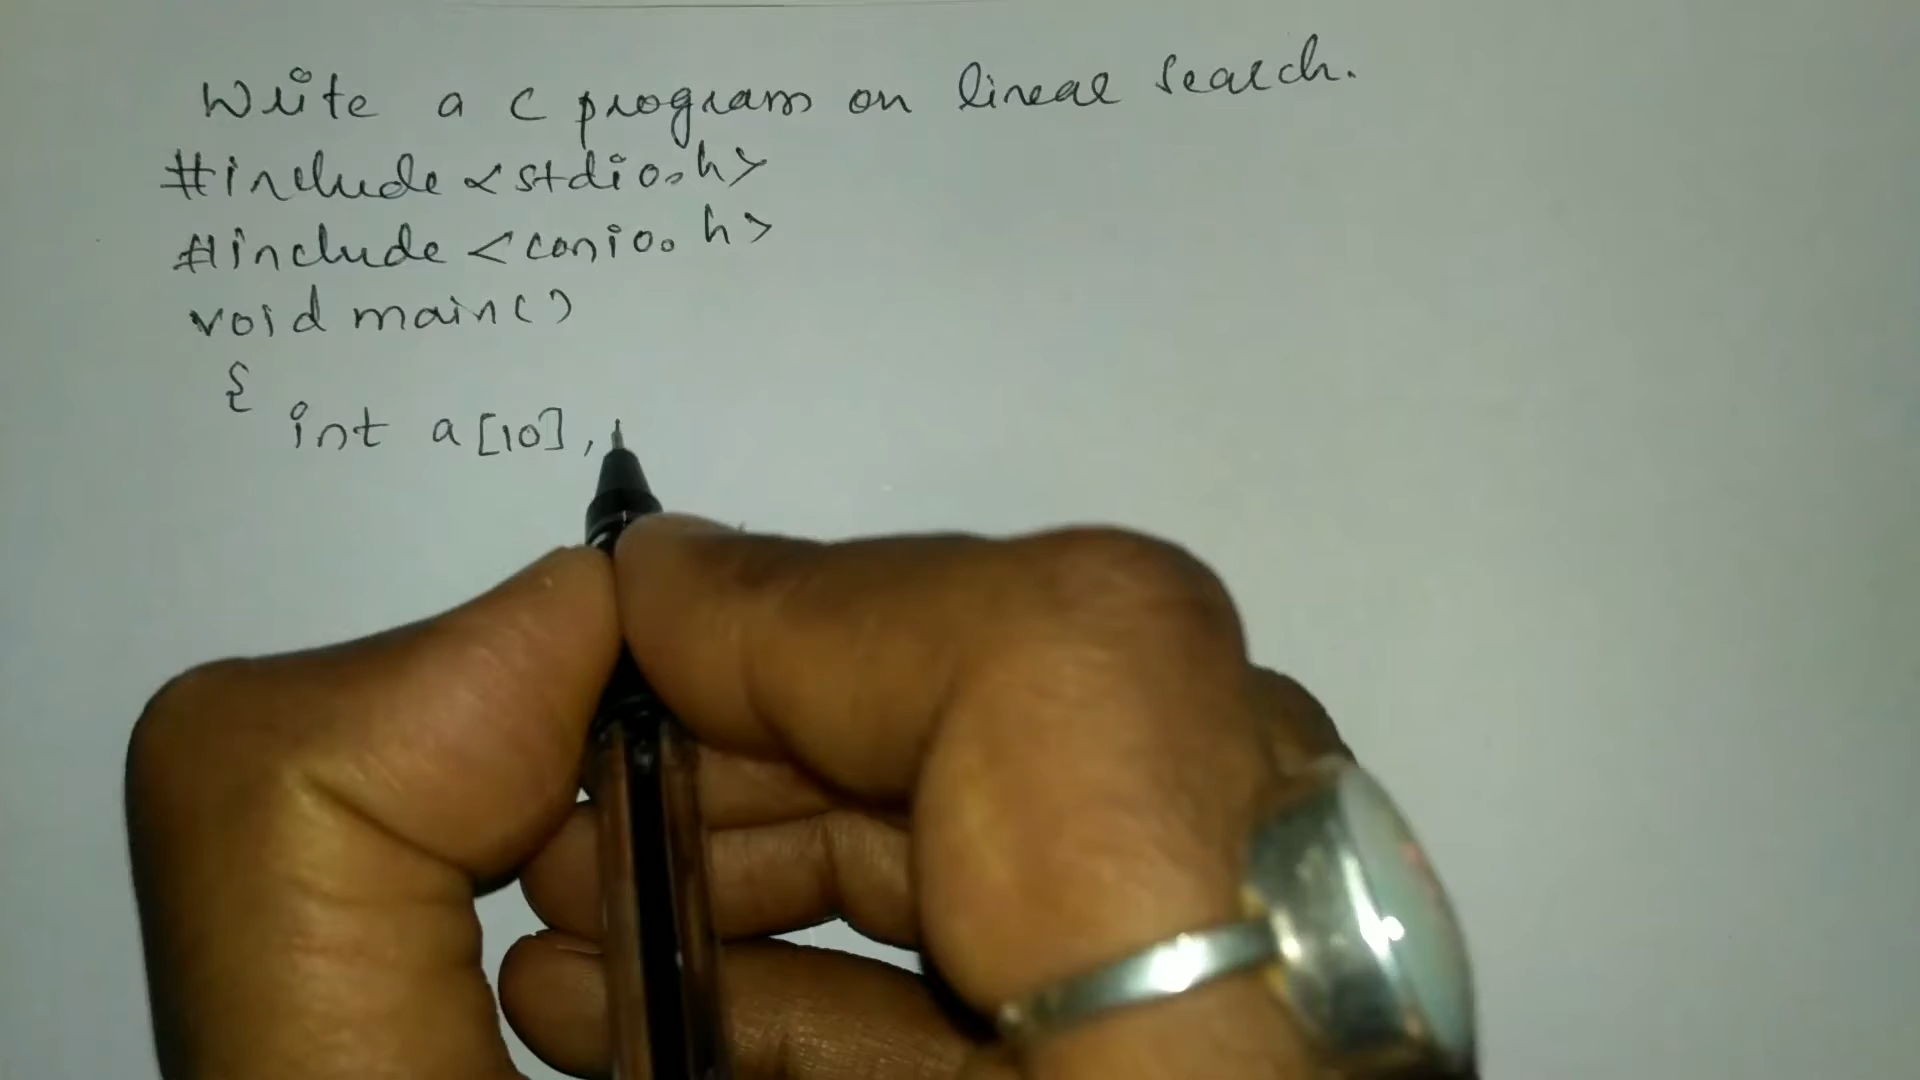 Write a c program on linear search.
#include <stdio.h>
#include <conio.h>
void main()
{
int a[10],